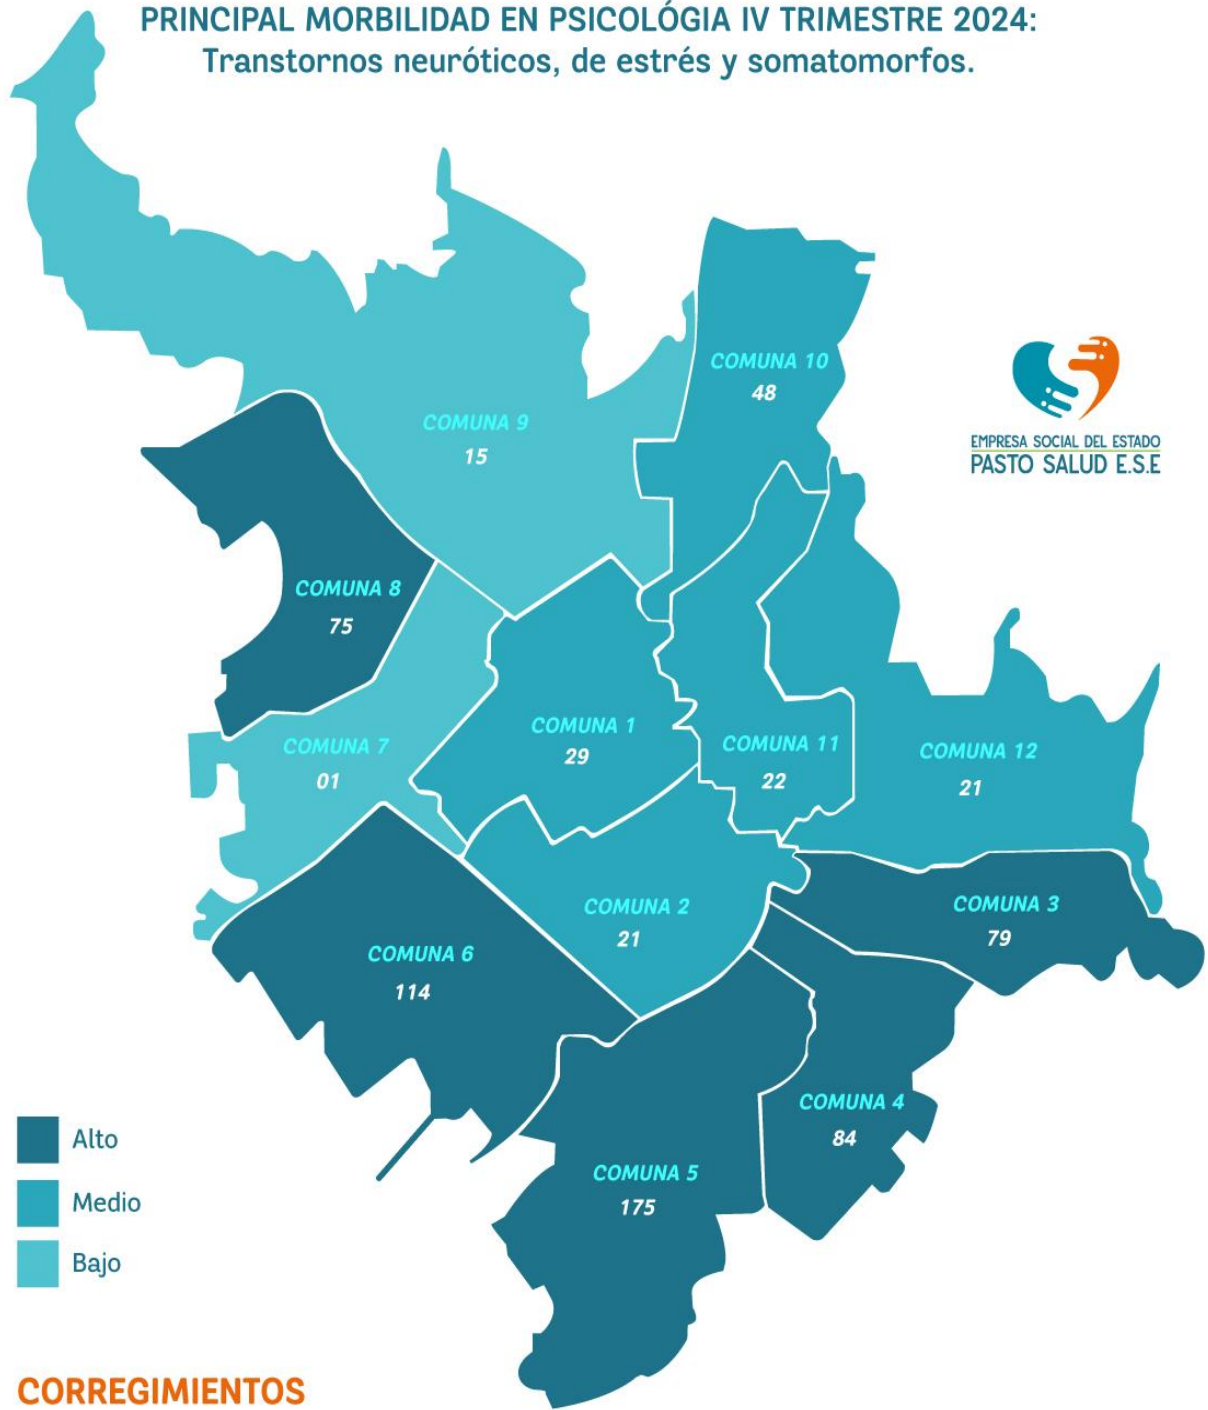 PRINCIPAL MORBILIDAD EN PSICOLÓGIA IV TRIMESTRE 2024:
Transtornos neuróticos, de estrés y somatomorfos.
COMUNA 10
48
EMPRESA SOCIAL DEL ESTADO
PASTO SALUD E.S.E
COMUNA 9
15
COMUNA 8
75
COMUNA 7
01
COMUNA 1
29
COMUNA 11
22
COMUNA 12
21
COMUNA 2
21
COMUNA 3
79
COMUNA 6
114
COMUNA 4
84
COMUNA 5
175
Alto
Medio
Bajo
CORREGIMIENTOS